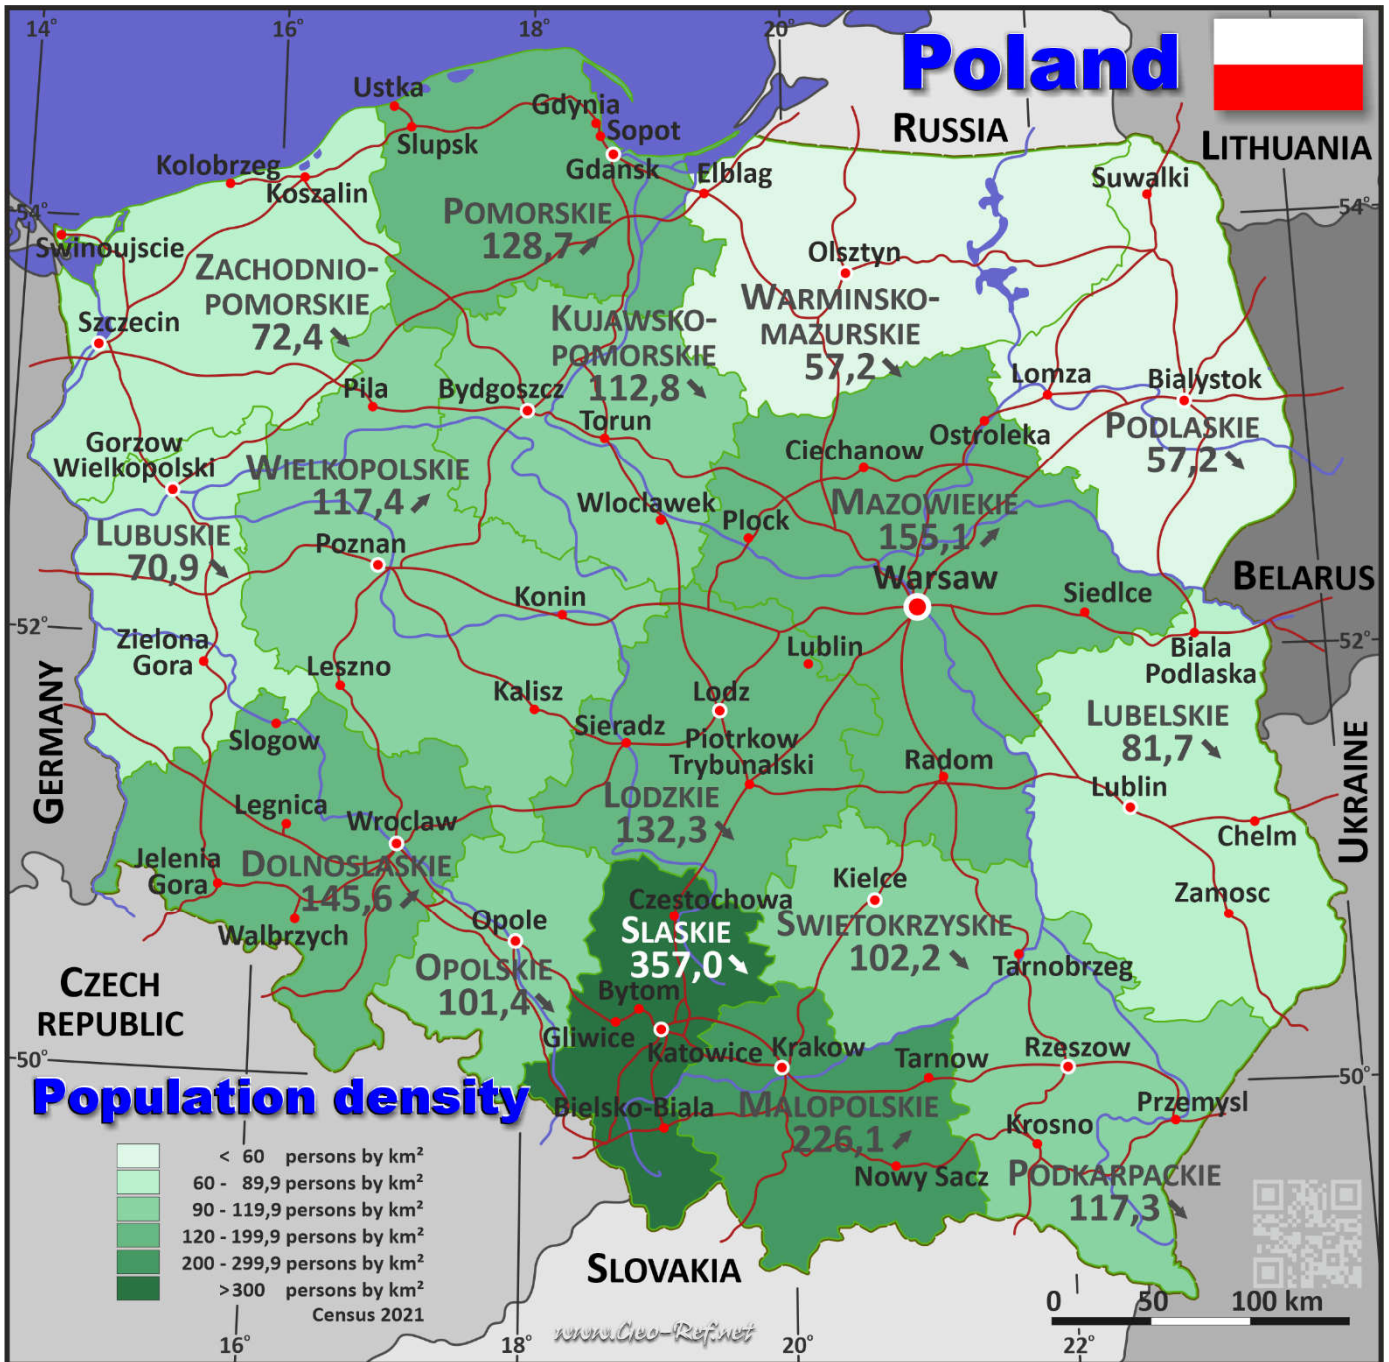 14°
16°
18°
20°
Poland
Ustka
Gdynia
Sopot
RUSSIA
LITHUANIA
Slupsk
Kolobrzeg
Koszalin
Gdansk
Elblag
Suwalki
54°
54°
Swinoujscie
POMORSKIE
128,7
Olsztyn
ZACHODNIO-
POMORSKIE
72,4
WARMINSKO-
MAZURSKIE
57,2
Szczecin
KUJAWSKO-
POMORSKIE
112,8
Pila
Bydgoszcz
Torun
Lomza
Bialystok
PODLASKIE
57,2
Ostroleka
Ciechanow
Gorzow
Wielkopolski
WIELKOPOLSKIE
117,4
Wloclawek
Plock
MAZOWIEKIE
155,1
LUBUSKIE
70,9
Poznan
Warsaw
BELARUS
Konin
Siedlce
52°
52°
Zielona
Gora
Leszno
Lublin
Biala
Podlaska
Kalisz
Lodz
LUBELSKIE
81,7
GERMANY
Slogow
Sieradz
Piotrkow
Trybunalski
Radom
Lublin
UKRAINE
Legnica
Wroclaw
LODZKIE
132,3
Chelm
Jelenia
Gora
DOLNOSLASKIE
145,6
Kielce
Zamosc
Czestochowa
Walbrzych
Opole
SLASKIE
357,0
SWIETOKRZYSKIE
102,2
Tarnobrzeg
CZECH
REPUBLIC
OPOLSKIE
101,4
Bytom
Gliwice
Katowice
Krakow
Tarnow
Rzeszow
50°
50°
Population density
Bielsko-Biala
MALOPOLSKIE
226,1
Krosno
Przemysl
Nowy Sacz
PODKARPACKIE
117,3
< 60 persons by km²
60 - 89,9 persons by km²
90 - 119,9 persons by km²
120 - 199,9 persons by km²
200 - 299,9 persons by km²
>300 persons by km²
Census 2021
SLOVAKIA
0 50 100 km
www.Geo-Ref.net
16°
18°
20°
22°